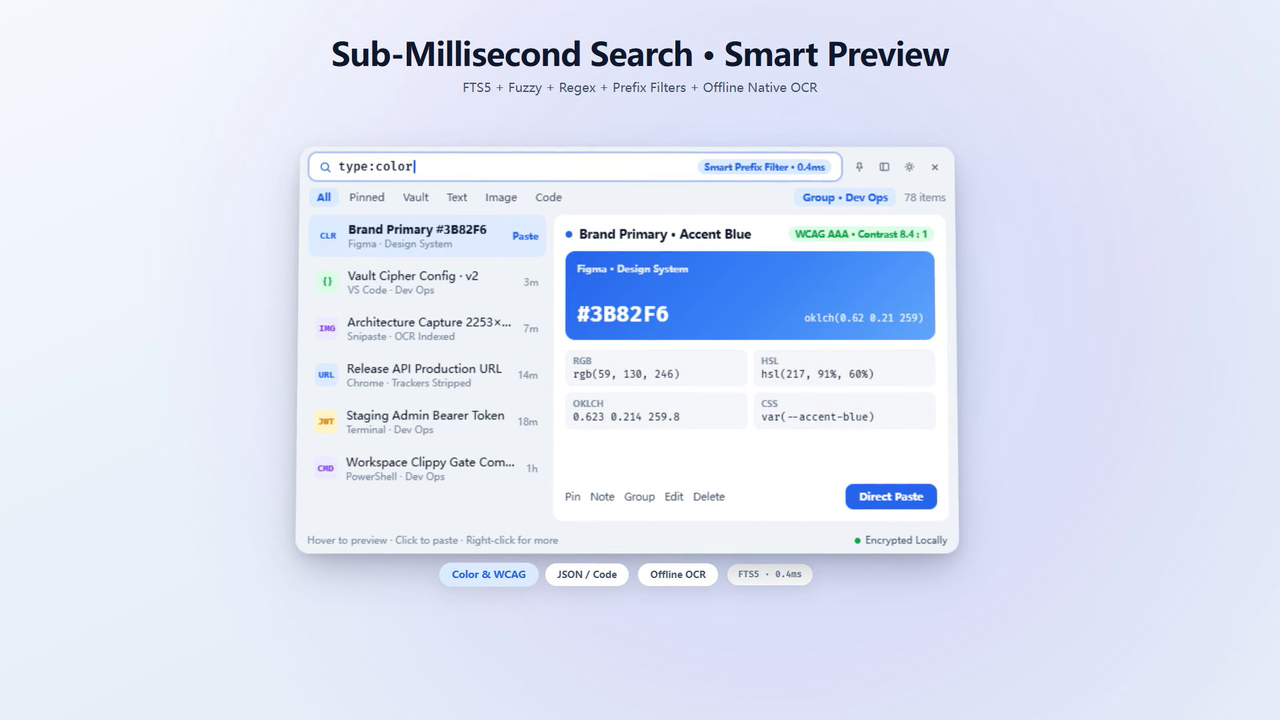 Sub-Millisecond Search • Smart Preview
FTS5 + Fuzzy + Regex + Prefix Filters + Offline Native OCR
type:color
Smart Prefix Filter • 0.4ms
All Pinned Vault Text Image Code
Group • Dev Ops 78 items
CLR Brand Primary #3B82F6 Paste
Figma · Design System
{} Vault Cipher Config · v2 3m
VS Code · Dev Ops
IMG Architecture Capture 2253×... 7m
Snipaste · OCR Indexed
URL Release API Production URL 14m
Chrome · Trackers Stripped
JWT Staging Admin Bearer Token 18m
Terminal · Dev Ops
CMD Workspace Clippy Gate Com... 1h
PowerShell · Dev Ops
Brand Primary • Accent Blue WCAG AAA • Contrast 8.4 : 1
Figma • Design System
#3B82F6 oklch(0.62 0.21 259)
RGB
rgb(59, 130, 246)
HSL
hsl(217, 91%, 60%)
OKLCH
0.623 0.214 259.8
CSS
var(--accent-blue)
Pin Note Group Edit Delete Direct Paste
Hover to preview · Click to paste · Right-click for more
Encrypted Locally
Color & WCAG JSON / Code Offline OCR FTS5 · 0.4ms